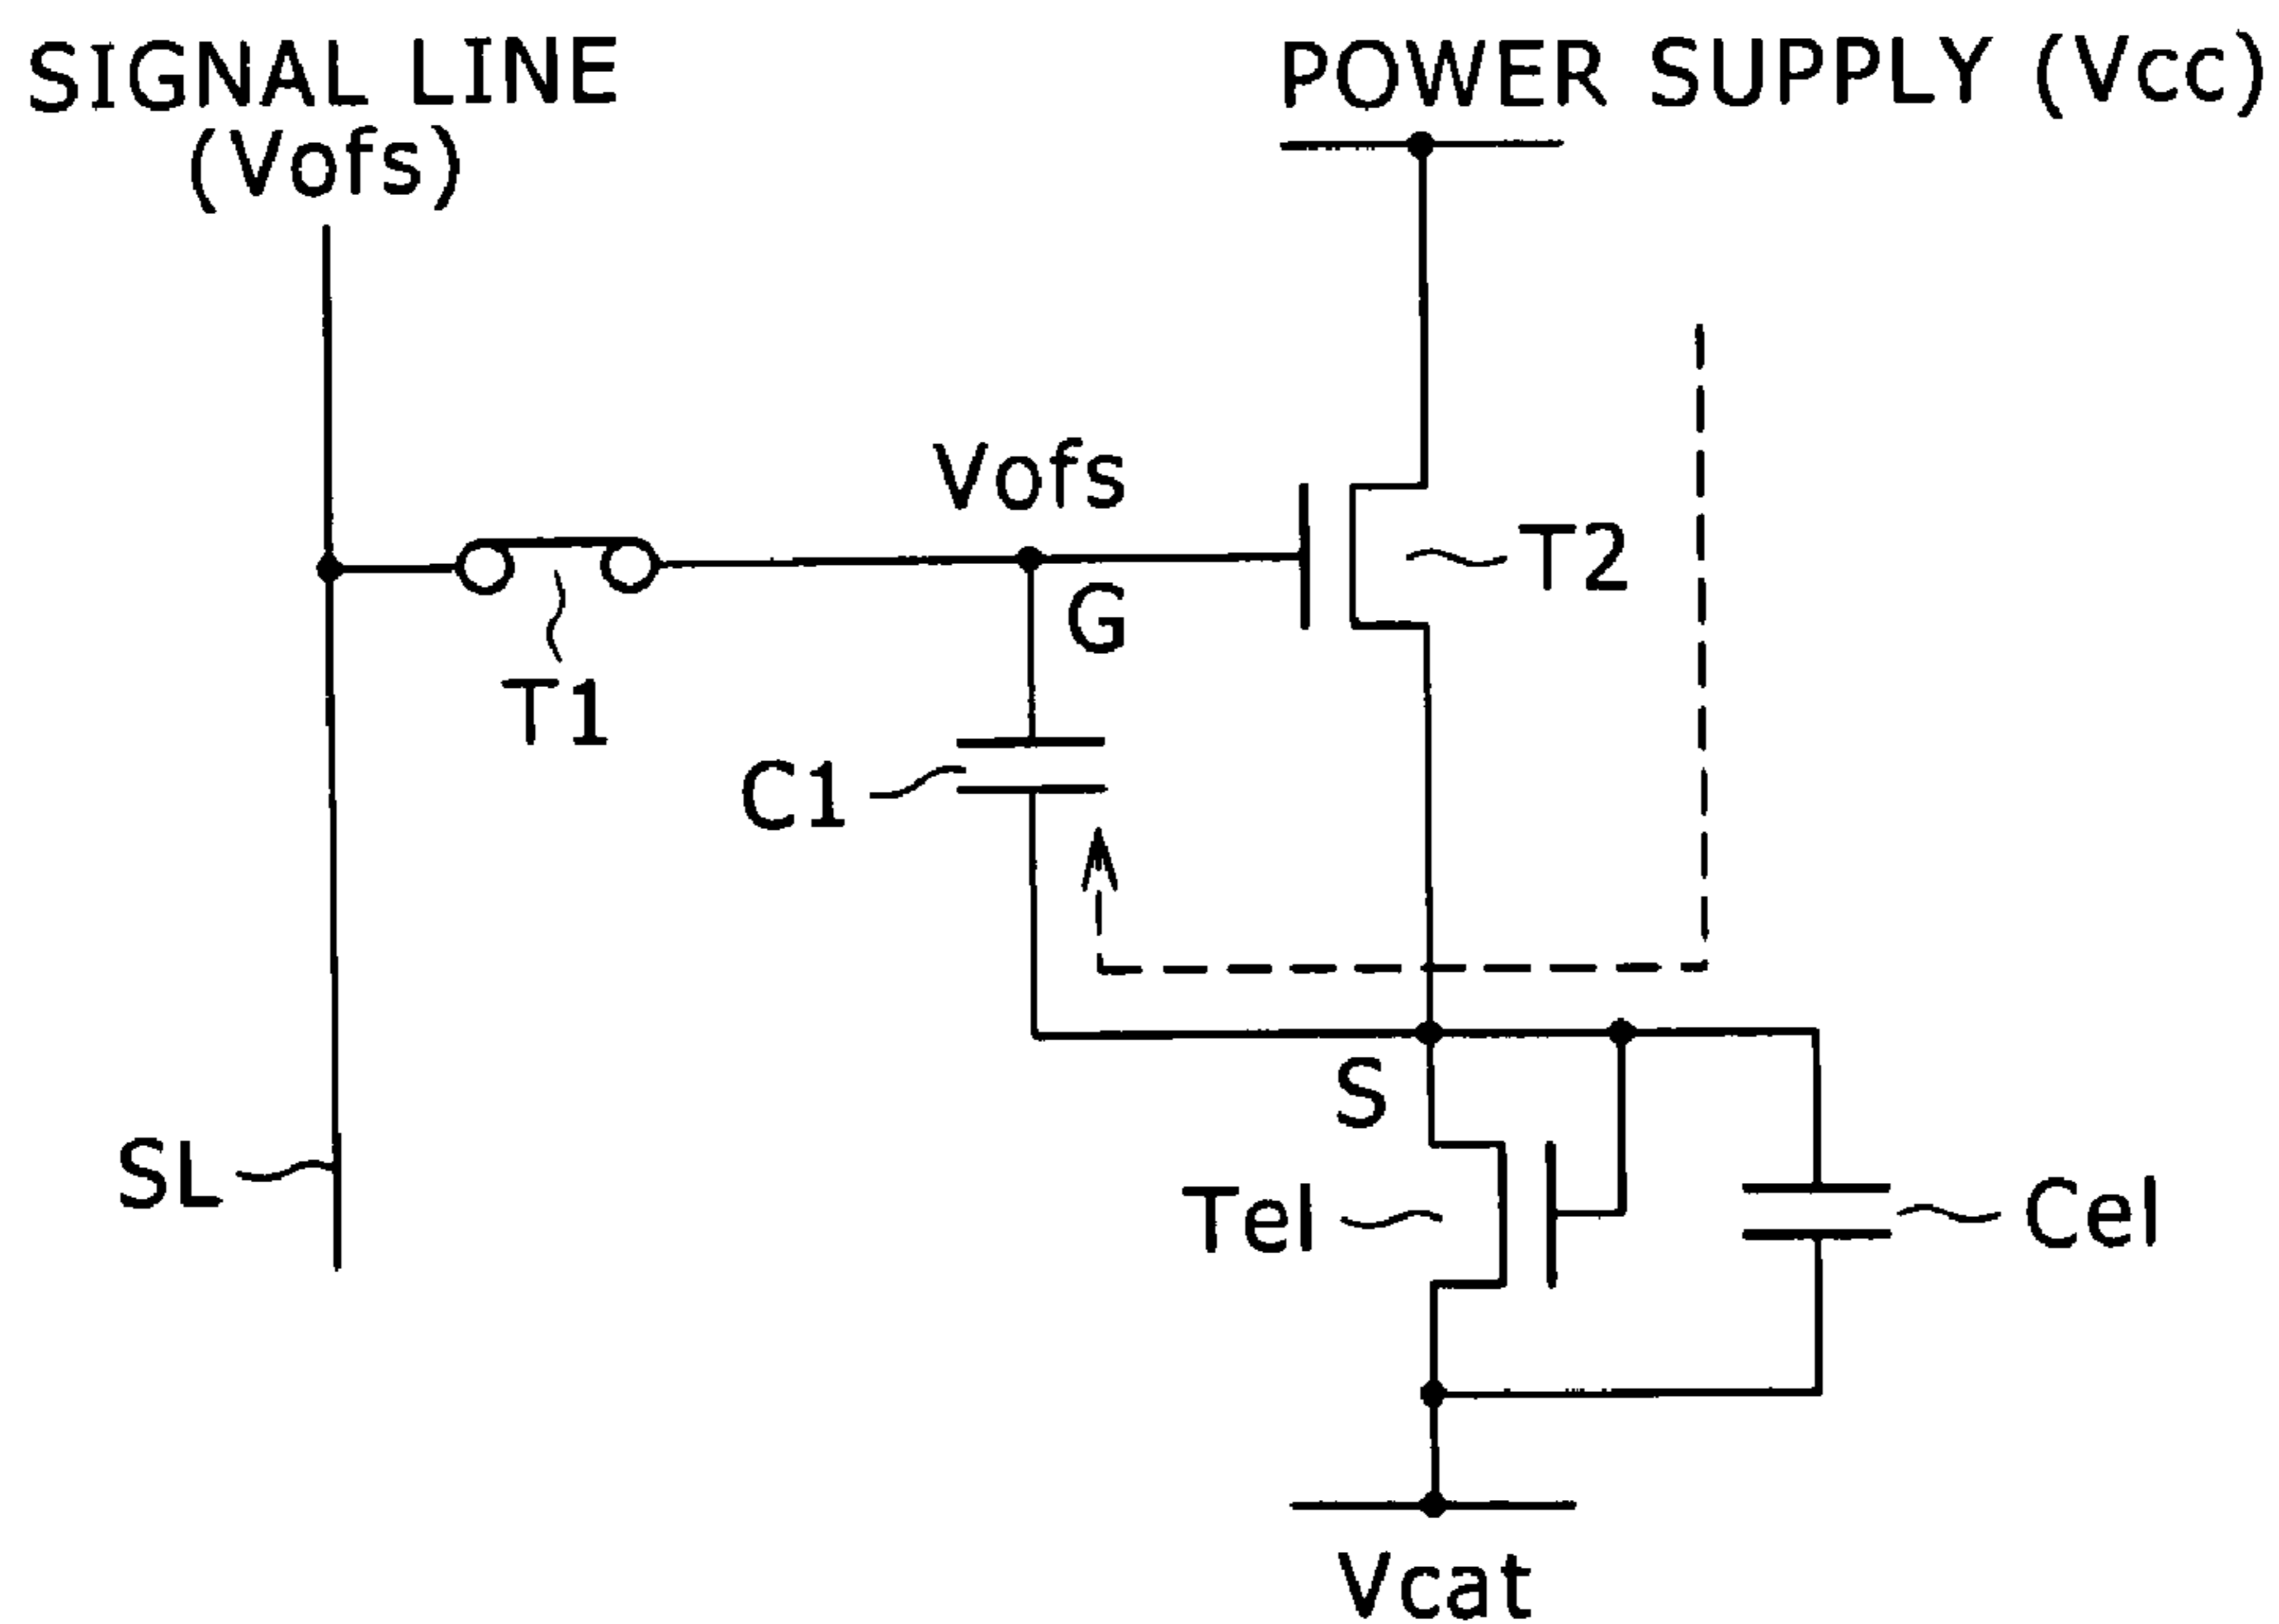 SIGNAL LINE
(Vofs)
POWER SUPPLY (Vcc)
Vofs
T2
G
T1
C1
S
SL
Tel
Cel
Vcat